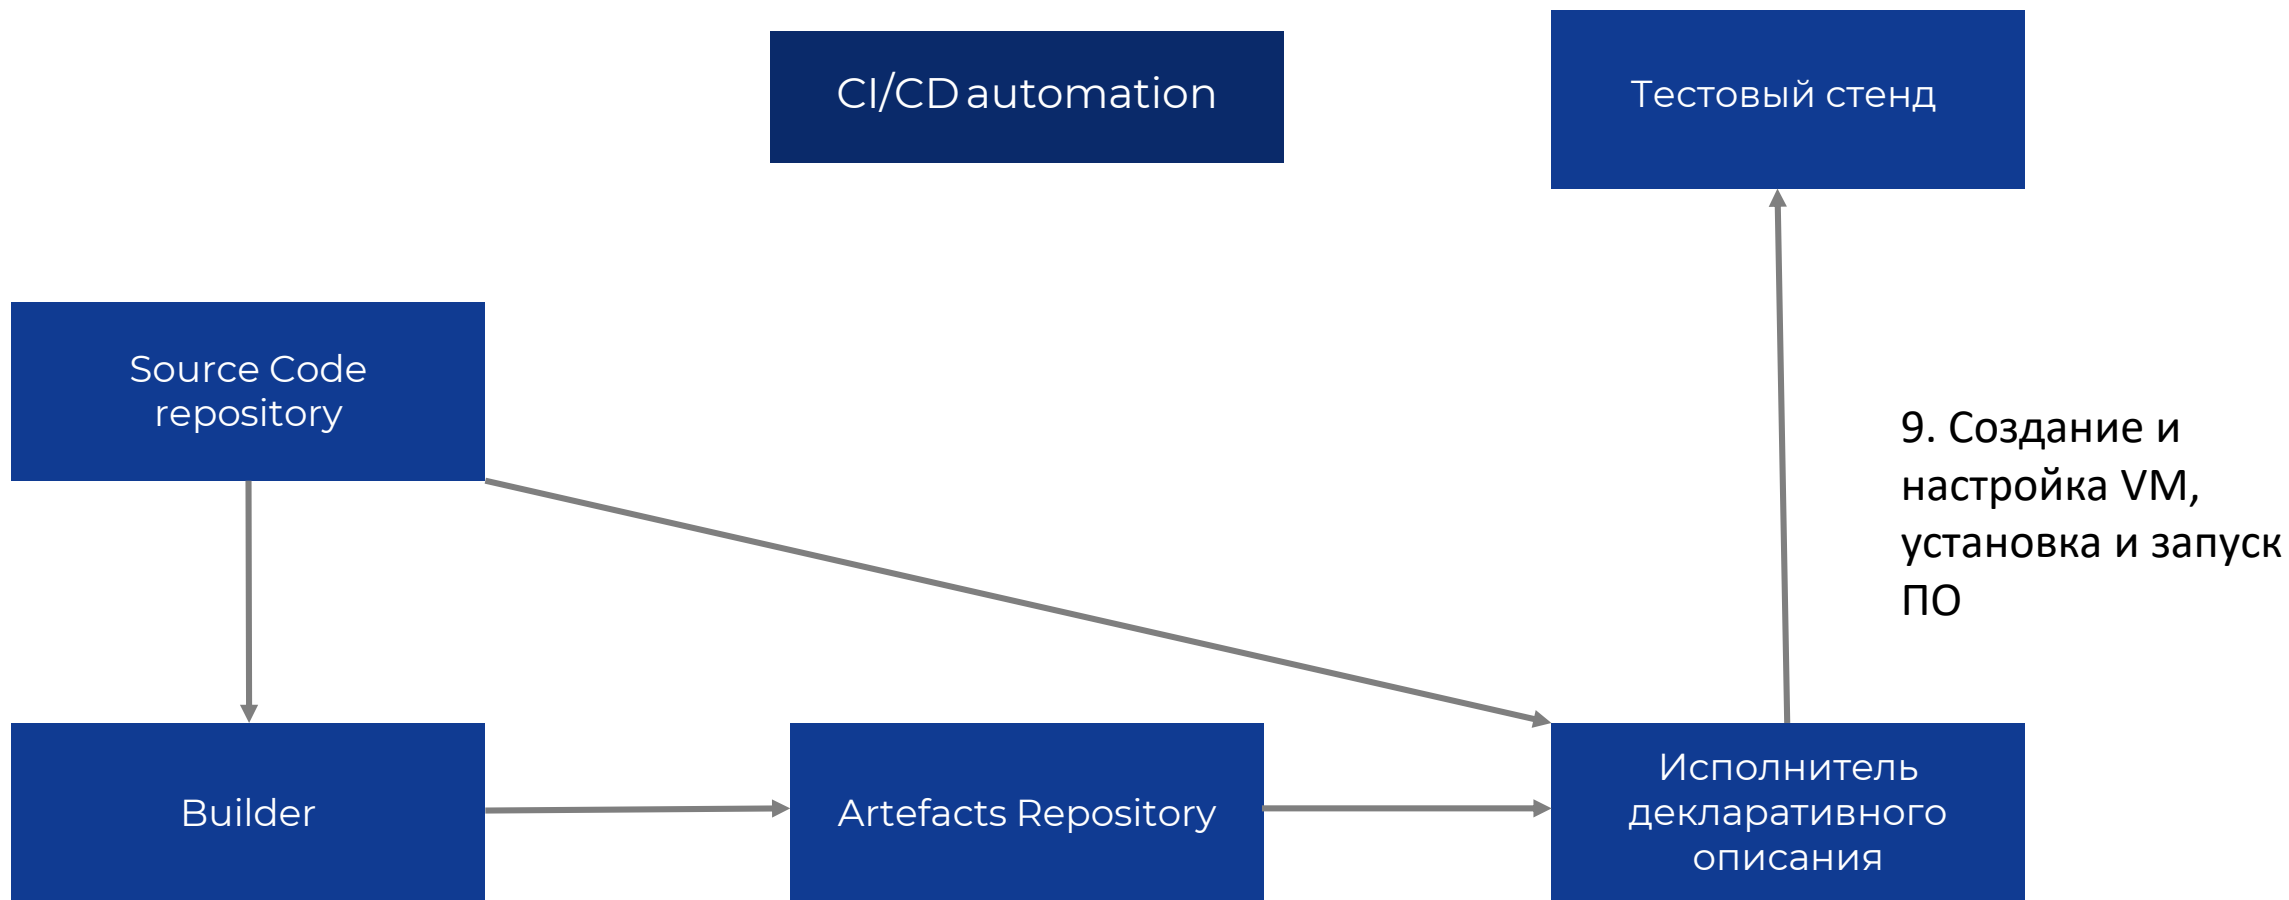 CI/CD automation
Тестовый стенд
Source Code
repository
9. Создание и
настройка VM,
установка и запуск
ПО
Builder
Artefacts Repository
Исполнитель
декларативного
описания